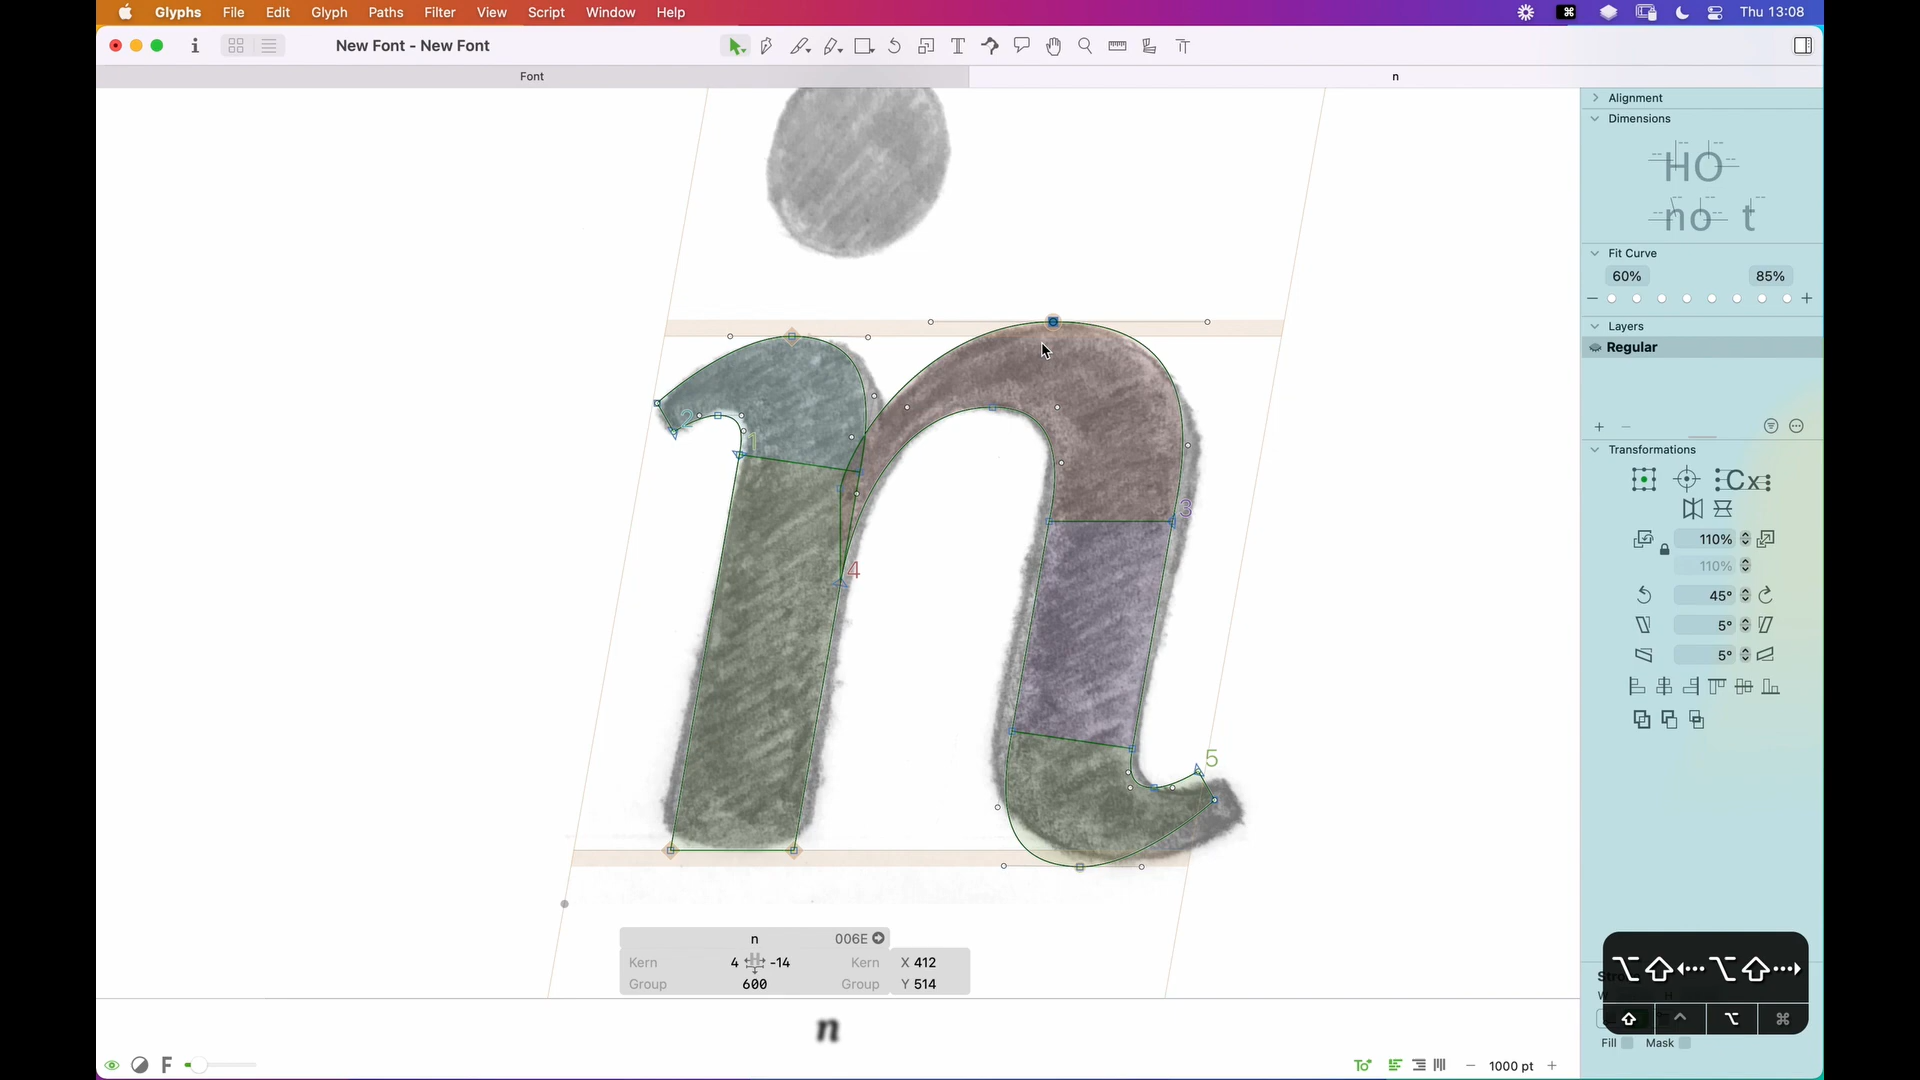 Glyphs File Edit Glyph Paths Filter View Script Window Help Thu 13:08
New Font - New Font
Font n
Alignment
Dimensions
HO
no t
Fit Curve
60% 85%
Layers
Regular
Transformations
Cx
110%
110%
45°
5°
5°
2
1
3
4
5
n 006E
Kern 4 -14 Kern X 412
Group 600 Group Y 514
n
Fill Mask
F
1000 pt